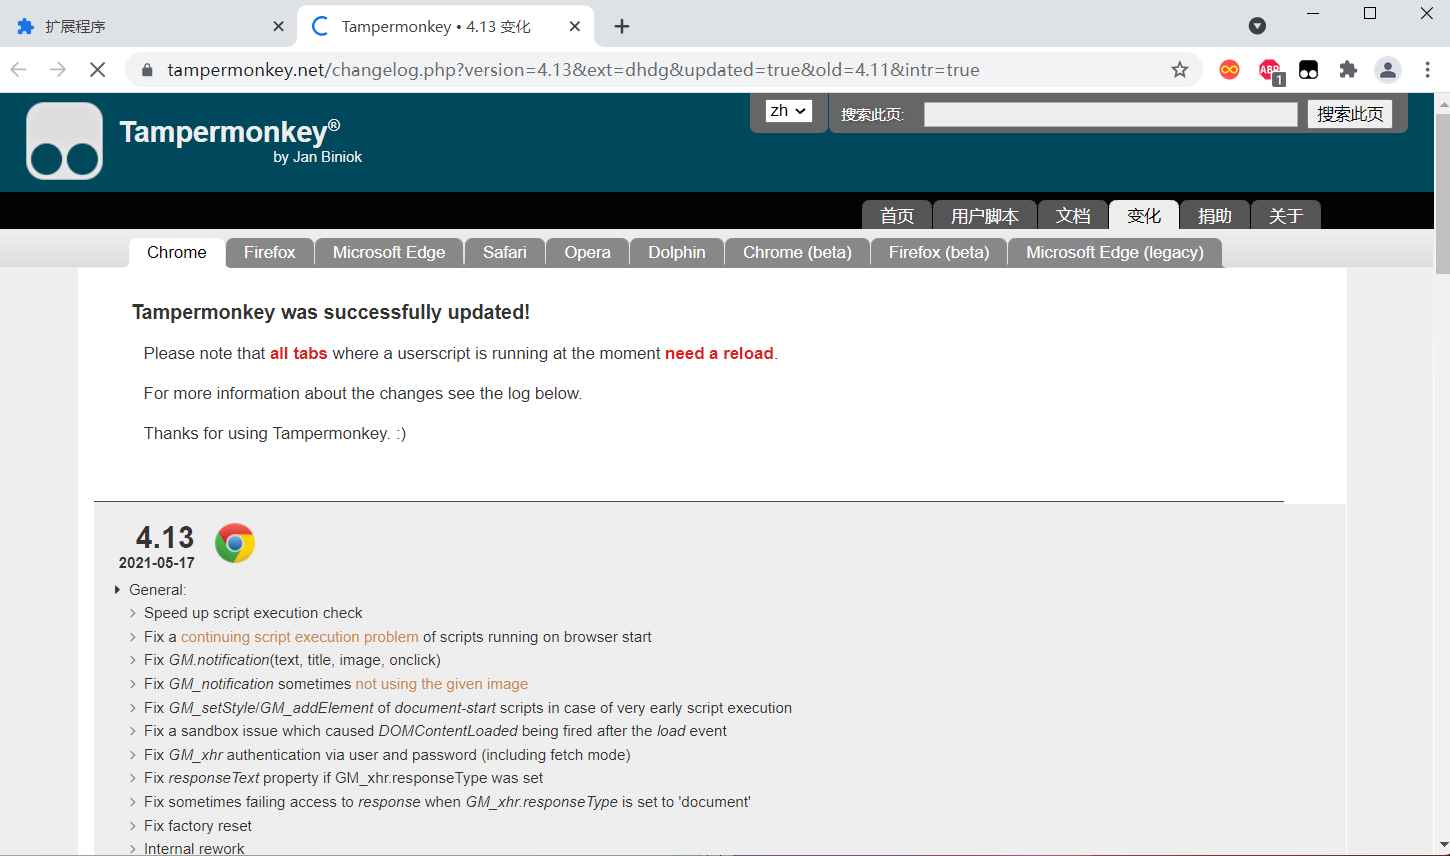 扩展程序
Tampermonkey • 4.13 变化
tampermonkey.net/changelog.php?version=4.13&ext=dhdg&updated=true&old=4.11&intr=true
ABP
1
Tampermonkey®
by Jan Biniok
zh
搜索此页:
搜索此页
首页 用户脚本 文档 变化 捐助 关于
Chrome Firefox Microsoft Edge Safari Opera Dolphin Chrome (beta) Firefox (beta) Microsoft Edge (legacy)
Tampermonkey was successfully updated!
Please note that all tabs where a userscript is running at the moment need a reload.
For more information about the changes see the log below.
Thanks for using Tampermonkey. :)
4.13
2021-05-17
General:
Speed up script execution check
Fix a continuing script execution problem of scripts running on browser start
Fix GM.notification(text, title, image, onclick)
Fix GM_notification sometimes not using the given image
Fix GM_setStyle/GM_addElement of document-start scripts in case of very early script execution
Fix a sandbox issue which caused DOMContentLoaded being fired after the load event
Fix GM_xhr authentication via user and password (including fetch mode)
Fix responseText property if GM_xhr.responseType was set
Fix sometimes failing access to response when GM_xhr.responseType is set to 'document'
Fix factory reset
Internal rework